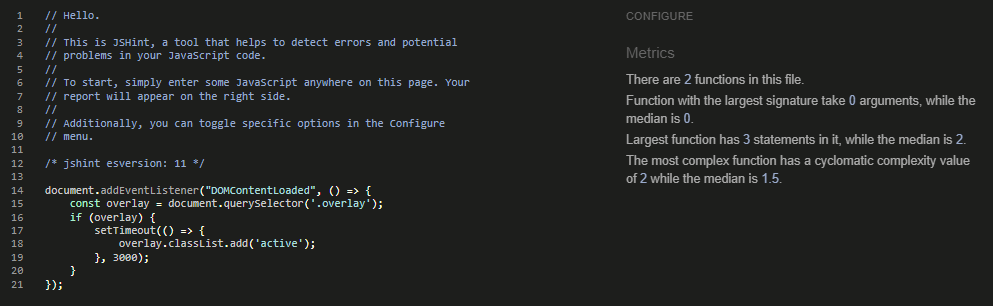 1 // Hello.
2 //
3 // This is JSHint, a tool that helps to detect errors and potential
4 // problems in your JavaScript code.
5 //
6 // To start, simply enter some JavaScript anywhere on this page. Your
7 // report will appear on the right side.
8 //
9 // Additionally, you can toggle specific options in the Configure
10 // menu.
11
12 /* jshint esversion: 11 */
13
14 document.addEventListener("DOMContentLoaded", () => {
15     const overlay = document.querySelector('.overlay');
16     if (overlay) {
17         setTimeout(() => {
18             overlay.classList.add('active');
19         }, 3000);
20     }
21 });
CONFIGURE
Metrics
There are 2 functions in this file.
Function with the largest signature take 0 arguments, while the
median is 0.
Largest function has 3 statements in it, while the median is 2.
The most complex function has a cyclomatic complexity value
of 2 while the median is 1.5.